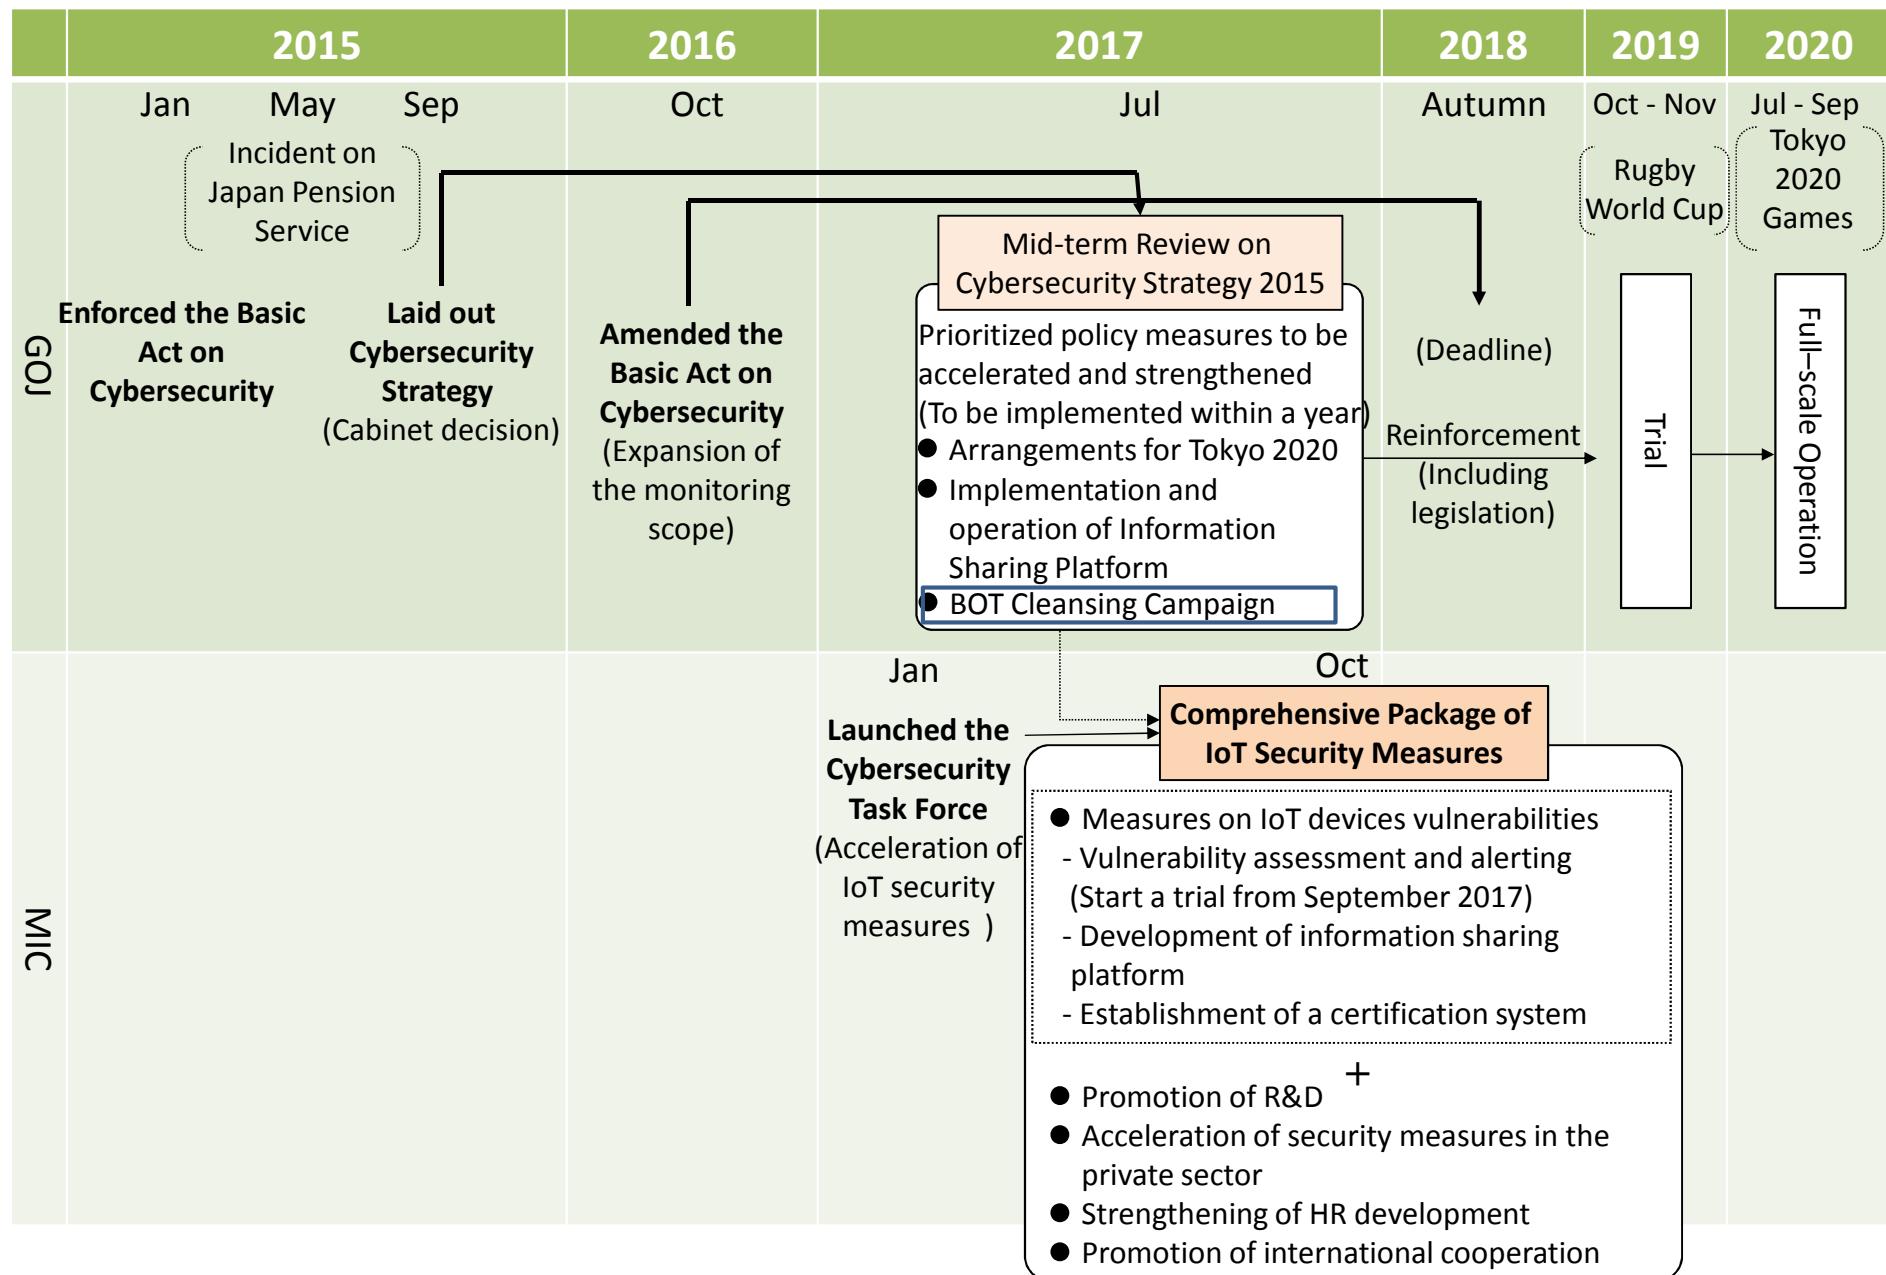 2015 2016 2017 2018 2019 2020
GOJ
Jan May Sep Oct Jul Autumn Oct - Nov Jul - Sep
Incident on
Japan Pension
Service
Enforced the Basic
Act on
Cybersecurity
Laid out
Cybersecurity
Strategy
(Cabinet decision)
Amended the
Basic Act on
Cybersecurity
(Expansion of
the monitoring
scope)
Mid-term Review on
Cybersecurity Strategy 2015
Prioritized policy measures to be
accelerated and strengthened
(To be implemented within a year)
● Arrangements for Tokyo 2020
● Implementation and
operation of Information
Sharing Platform
● BOT Cleansing Campaign
(Deadline)
Reinforcement
(Including
legislation)
Rugby
World Cup
Trial
Tokyo
2020
Games
Full–scale Operation
MIC
Jan
Launched the
Cybersecurity
Task Force
(Acceleration of
IoT security
measures )
Oct
Comprehensive Package of
IoT Security Measures
● Measures on IoT devices vulnerabilities
- Vulnerability assessment and alerting
(Start a trial from September 2017)
- Development of information sharing
platform
- Establishment of a certification system
+
● Promotion of R&D
● Acceleration of security measures in the
private sector
● Strengthening of HR development
● Promotion of international cooperation